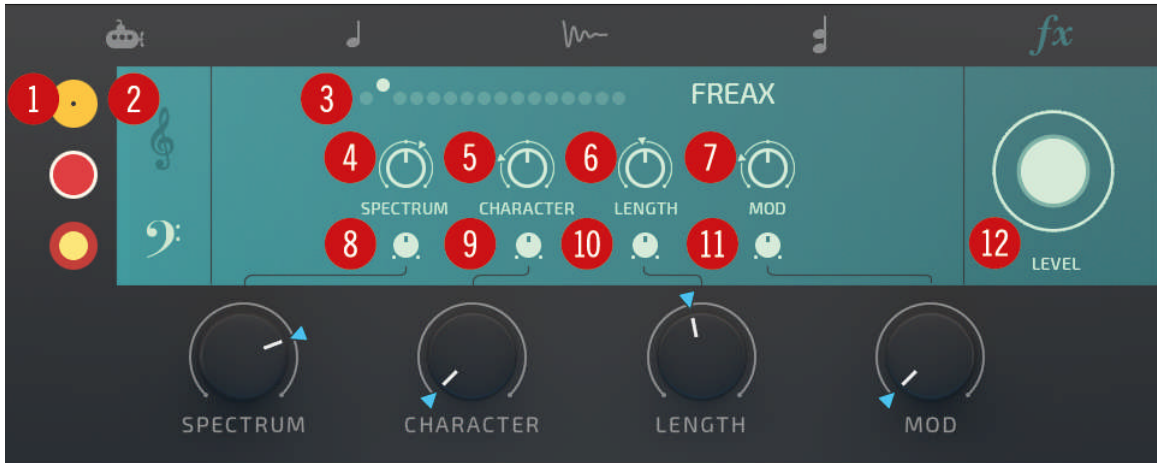 fx
1 2 3 FREAX
4 5 6 7
SPECTRUM CHARACTER LENGTH MOD
8 9 10 11 12
LEVEL
SPECTRUM CHARACTER LENGTH MOD